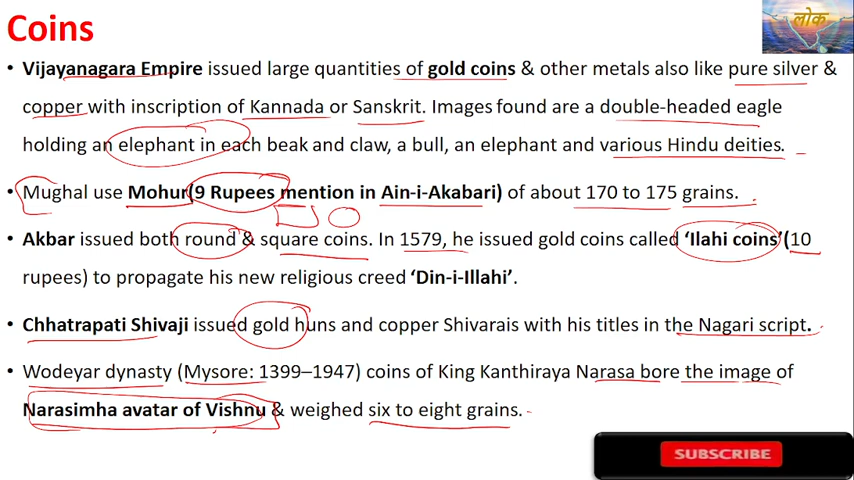 Coins
लोक
• Vijayanagara Empire issued large quantities of gold coins & other metals also like pure silver &
copper with inscription of Kannada or Sanskrit. Images found are a double-headed eagle
holding an elephant in each beak and claw, a bull, an elephant and various Hindu deities.
• Mughal use Mohur(9 Rupees mention in Ain-i-Akabari) of about 170 to 175 grains.
• Akbar issued both round & square coins. In 1579, he issued gold coins called ‘Ilahi coins’(10
rupees) to propagate his new religious creed ‘Din-i-Illahi’.
• Chhatrapati Shivaji issued gold huns and copper Shivarais with his titles in the Nagari script.
• Wodeyar dynasty (Mysore: 1399–1947) coins of King Kanthiraya Narasa bore the image of
Narasimha avatar of Vishnu & weighed six to eight grains.
SUBSCRIBE